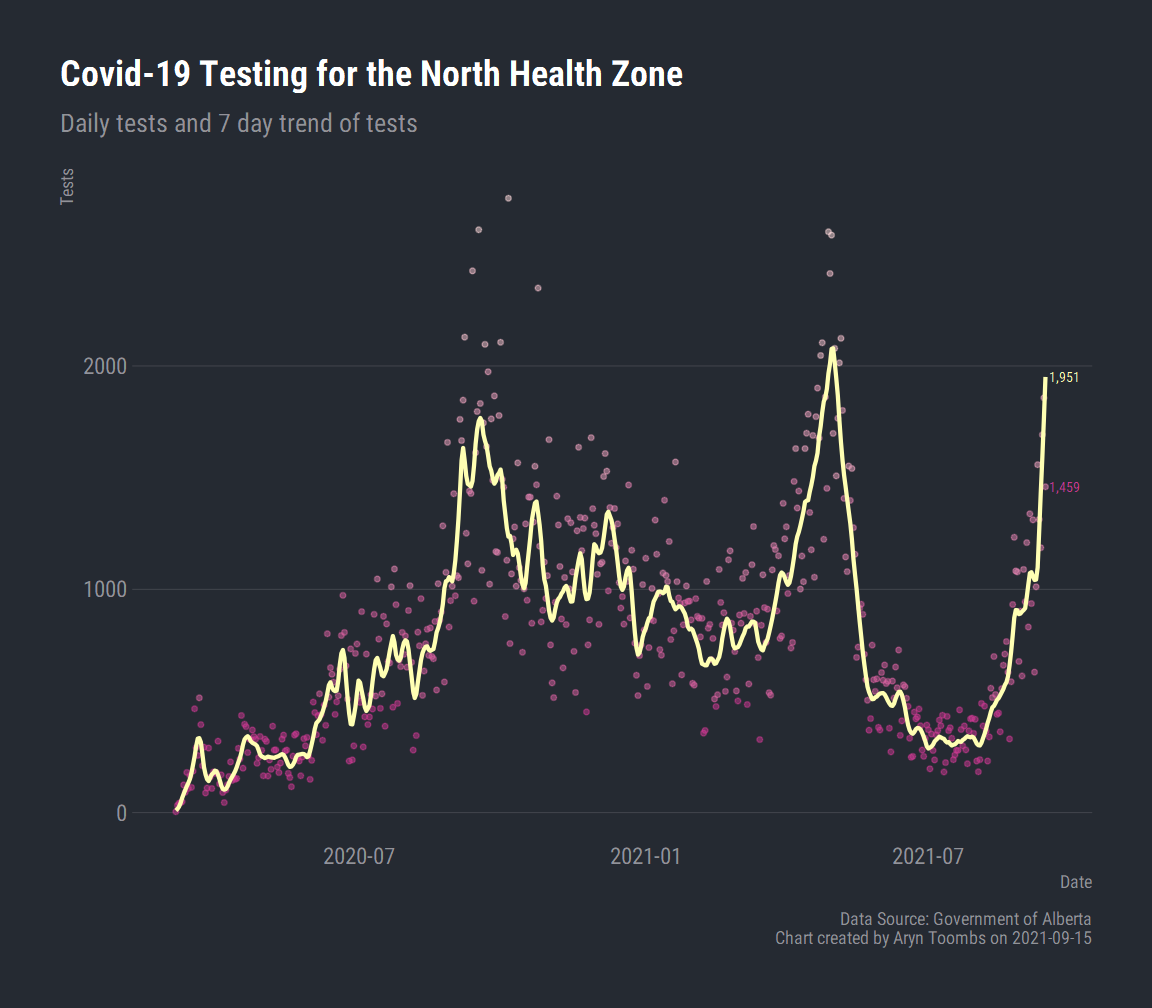 Covid-19 Testing for the North Health Zone
Daily tests and 7 day trend of tests
Tests
2000
1,951
1,459
1000
0
2020-07
2021-01
2021-07
Date
Data Source: Government of Alberta
Chart created by Aryn Toombs on 2021-09-15